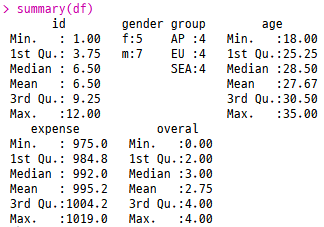 > summary(df)
       id        gender group        age
 Min.   : 1.00   f:5    AP :4   Min.   :18.00
 1st Qu.: 3.75   m:7    EU :4   1st Qu.:25.25
 Median : 6.50          SEA:4   Median :28.50
 Mean   : 6.50                  Mean   :27.67
 3rd Qu.: 9.25                  3rd Qu.:30.50
 Max.   :12.00                  Max.   :35.00
    expense           overal
 Min.   : 975.0   Min.   :0.00
 1st Qu.: 984.8   1st Qu.:2.00
 Median : 992.0   Median :3.00
 Mean   : 995.2   Mean   :2.75
 3rd Qu.:1004.2   3rd Qu.:4.00
 Max.   :1019.0   Max.   :4.00